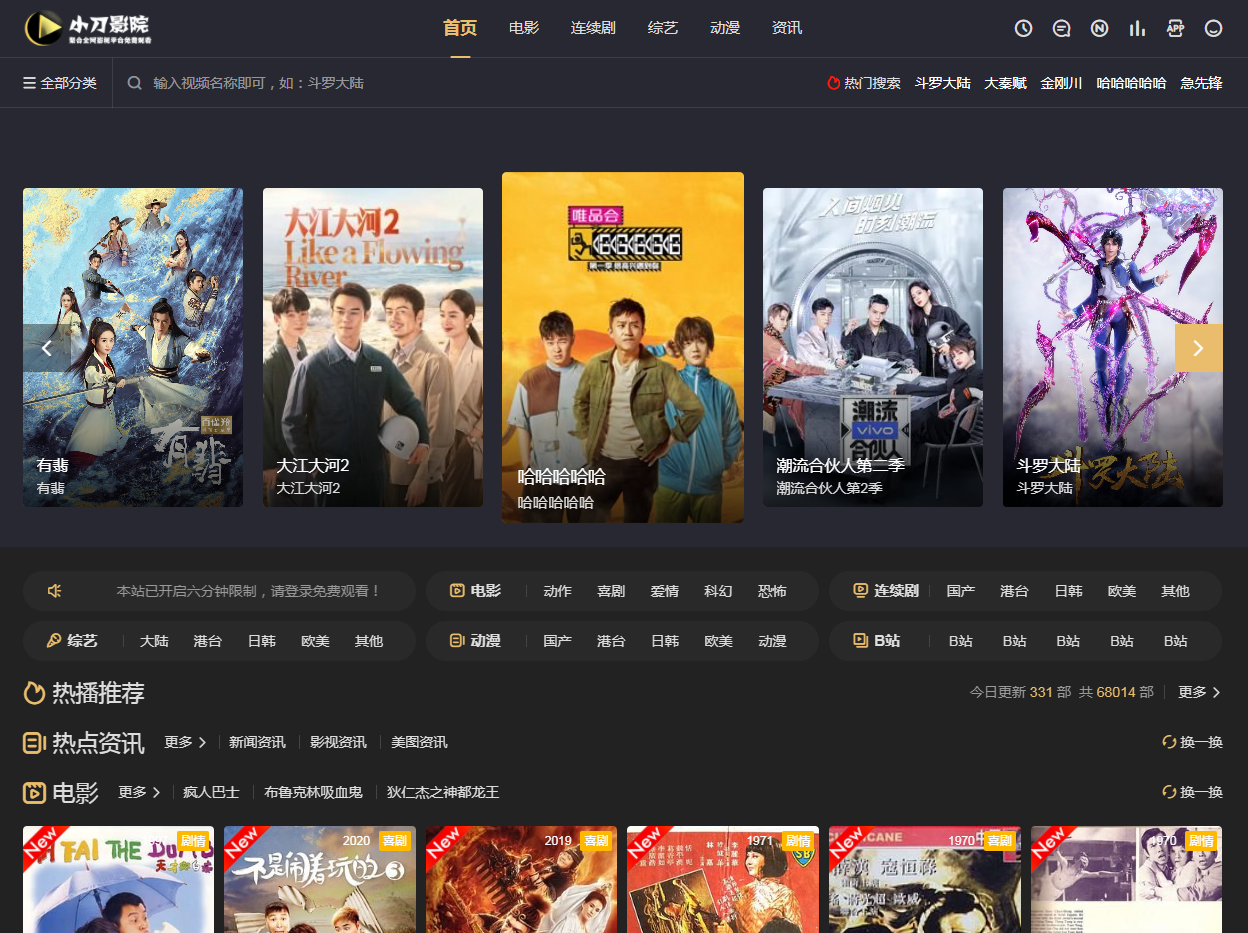 小刀影院
首页 电影 连续剧 综艺 动漫 资讯
APP
全部分类 输入视频名称即可，如：斗罗大陆 热门搜索 斗罗大陆 大秦赋 金刚川 哈哈哈哈哈 急先锋
有翡
有翡
有翡
大江大河2
Like a Flowing
River
大江大河2
大江大河2
唯品会
哈哈哈哈哈
哈哈哈哈哈
人间烟火
时刻潮流
潮流
vivo
合伙人
潮流合伙人第二季
潮流合伙人第2季
斗罗大陆
斗罗大陆
斗罗大陆
本站已开启六分钟限制，请登录免费观看！
电影 动作 喜剧 爱情 科幻 恐怖
连续剧 国产 港台 日韩 欧美 其他
综艺 大陆 港台 日韩 欧美 其他
动漫 国产 港台 日韩 欧美 动漫
B站 B站 B站 B站 B站 B站
热播推荐 今日更新 331 部 共 68014 部 更多
热点资讯 更多 新闻资讯 影视资讯 美图资讯 换一换
电影 更多 疯人巴士 布鲁克林吸血鬼 狄仁杰之神都龙王 换一换
New 剧情
New 2020 喜剧
不是闹着玩的2 3
New 2019 喜剧
New 1971 剧情
SB
New 1970 喜剧
New 1970 剧情